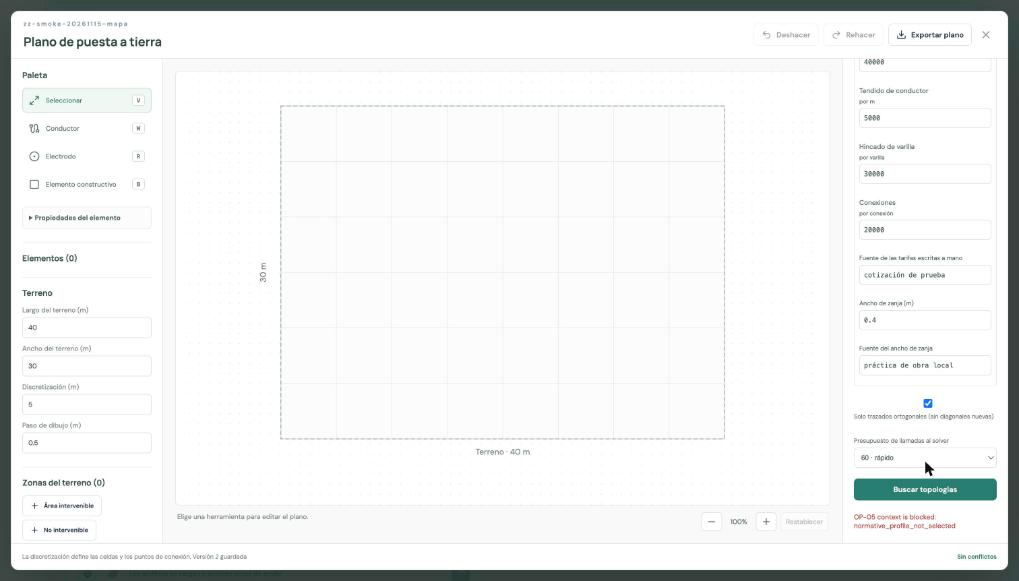 zz-smoke-20261115-mapa
Plano de puesta a tierra
Deshacer
Rehacer
Exportar plano
Paleta
Seleccionar
V
Conductor
W
Electrodo
R
Elemento constructivo
B
Propiedades del elemento
Elementos (0)
Terreno
Largo del terreno (m)
40
Ancho del terreno (m)
30
Discretización (m)
5
Paso de dibujo (m)
0.5
Zonas del terreno (0)
+ Área intervenible
+ No intervenible
30 m
Terreno · 40 m
Elige una herramienta para editar el plano.
100%
Restablecer
40000
Tendido de conductor
por m
5000
Hincado de varilla
por varilla
30000
Conexiones
por conexión
20000
Fuente de las tarifas escritas a mano
cotización de prueba
Ancho de zanja (m)
0.4
Fuente del ancho de zanja
práctica de obra local
Solo trazados ortogonales (sin diagonales nuevas)
Presupuesto de llamadas al solver
60 · rápido
Buscar topologías
OP-05 context is blocked:
normative_profile_not_selected
La discretización define las celdas y los puntos de conexión. Versión 2 guardada
Sin conflictos